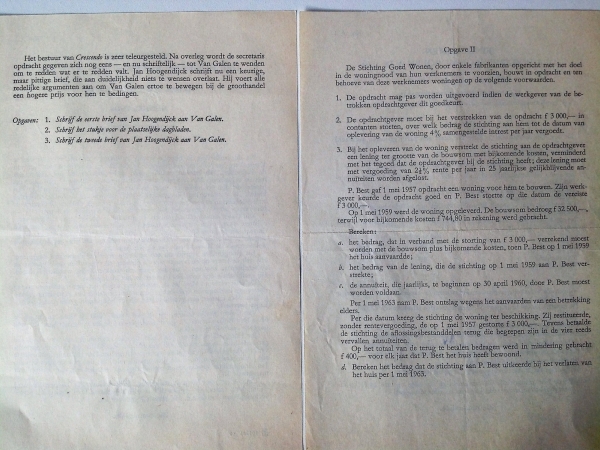 Het bestuur van Crescendo is zeer teleurgesteld. Na overleg wordt de secretaris
opdracht gegeven zich nog eens — en nu schriftelijk — tot Van Galen te wenden
om te redden wat er te redden valt. Jan Hoogendijck schrijft nu een keurige,
maar pittige brief, die aan duidelijkheid niets te wensen overlaat. Hij voert alle
redelijke argumenten aan om Van Galen ertoe te bewegen bij de groothandel
een hogere prijs voor hen te bedingen.
Opgaven: 1. Schrijf de eerste brief van Jan Hoogendijck aan Van Galen.
2. Schrijf het stukje voor de plaatselijke dagbladen.
3. Schrijf de tweede brief van Jan Hoogendijck aan Van Galen.
Opgave II
De Stichting Goed Wonen, door enkele fabrikanten opgericht met het doel
in de woningnood van hun werknemers te voorzien, bouwt in opdracht en ten
behoeve van deze werknemers woningen op de volgende voorwaarden.
1. De opdracht mag pas worden uitgevoerd indien de werkgever van de be-
trokken opdrachtgever dit goedkeurt.
2. De opdrachtgever moet bij het verstrekken van de opdracht f 3 000,— in
contanten storten, over welk bedrag de stichting aan hem tot de datum van
oplevering van de woning 4% samengestelde intrest per jaar vergoedt.
3. Bij het opleveren van de woning verstrekt de stichting aan de opdrachtgever
een lening ter grootte van de bouwsom met bijkomende kosten, verminderd
met het tegoed dat de opdrachtgever bij de stichting heeft; deze lening moet
met vergoeding van 2½% rente per jaar in 25 jaarlijkse gelijkblijvende an-
nuïteiten worden afgelost.
P. Best gaf 1 mei 1957 opdracht een woning voor hem te bouwen. Zijn werk-
gever keurde de opdracht goed en P. Best stortte op die datum de vereiste
f 3 000,—.
Op 1 mei 1959 werd de woning opgeleverd. De bouwsom bedroeg f 32 500,—,
terwijl voor bijkomende kosten f 744,80 in rekening werd gebracht.
Bereken:
a. het bedrag, dat in verband met de storting van f 3 000,— verrekend moest
worden met de bouwsom plus bijkomende kosten, toen P. Best op 1 mei 1959
het huis aanvaardde;
b. het bedrag van de lening, die de stichting op 1 mei 1959 aan P. Best ver-
strekte;
c. de annuïteit, die jaarlijks, te beginnen op 30 april 1960, door P. Best moest
worden voldaan.
Per 1 mei 1963 nam P. Best ontslag wegens het aanvaarden van een betrekking
elders.
Per die datum kreeg de stichting de woning ter beschikking. Zij restitueerde,
zonder rentevergoeding, de op 1 mei 1957 gestorte f 3 000,—. Tevens betaalde
de stichting de aflossingsbestanddelen terug die begrepen zijn in de vier reeds
vervallen annuïteiten.
Op het totaal van de terug te betalen bedragen werd in mindering gebracht
f 400,— voor elk jaar dat P. Best het huis heeft bewoond.
d. Bereken het bedrag dat de stichting aan P. Best uitkeerde bij het verlaten van
het huis per 1 mei 1963.